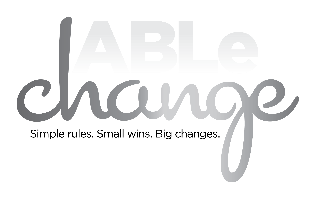 ABLe
change
Simple rules. Small wins. Big changes.